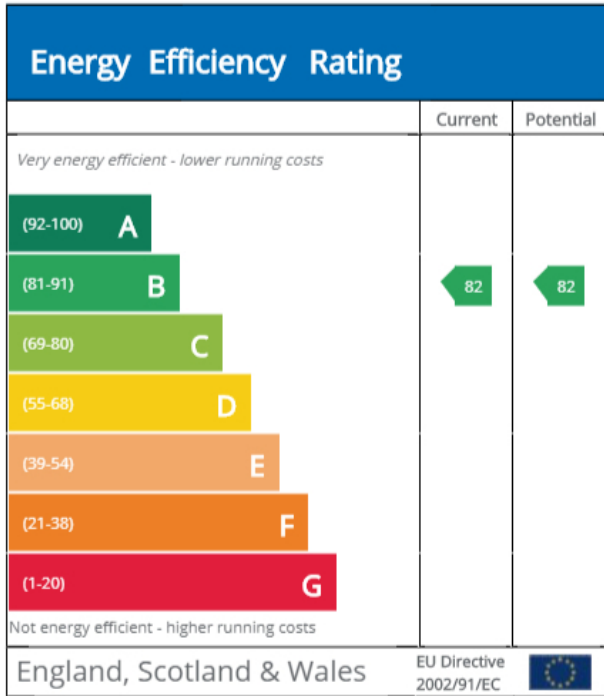 Energy Efficiency Rating
Current Potential
Very energy efficient - lower running costs
(92-100) A
(81-91) B 82 82
(69-80) C
(55-68) D
(39-54) E
(21-38) F
(1-20) G
Not energy efficient - higher running costs
England, Scotland & Wales
EU Directive
2002/91/EC